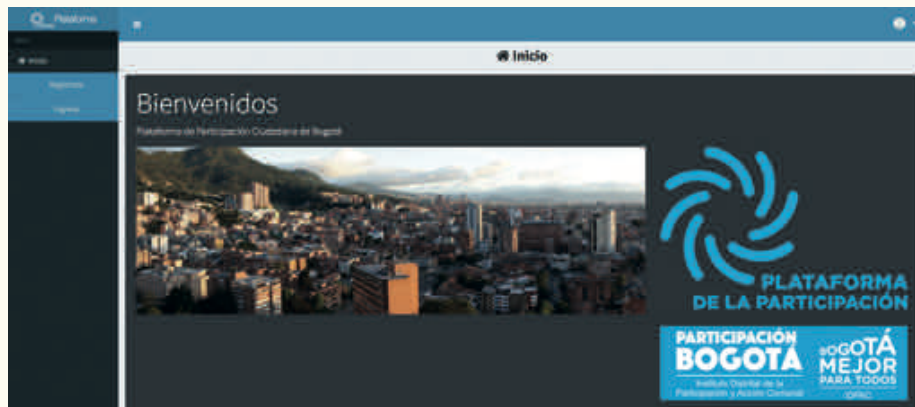 Plataforma
Inicio
Inicio
Bienvenidos
Plataforma de Participación Ciudadana de Bogotá
PLATAFORMA
DE LA PARTICIPACIÓN
PARTICIPACIÓN
BOGOTÁ
Instituto Distrital de la
Participación y Acción Comunal
BOGOTÁ
MEJOR
PARA TODOS
IDPAC